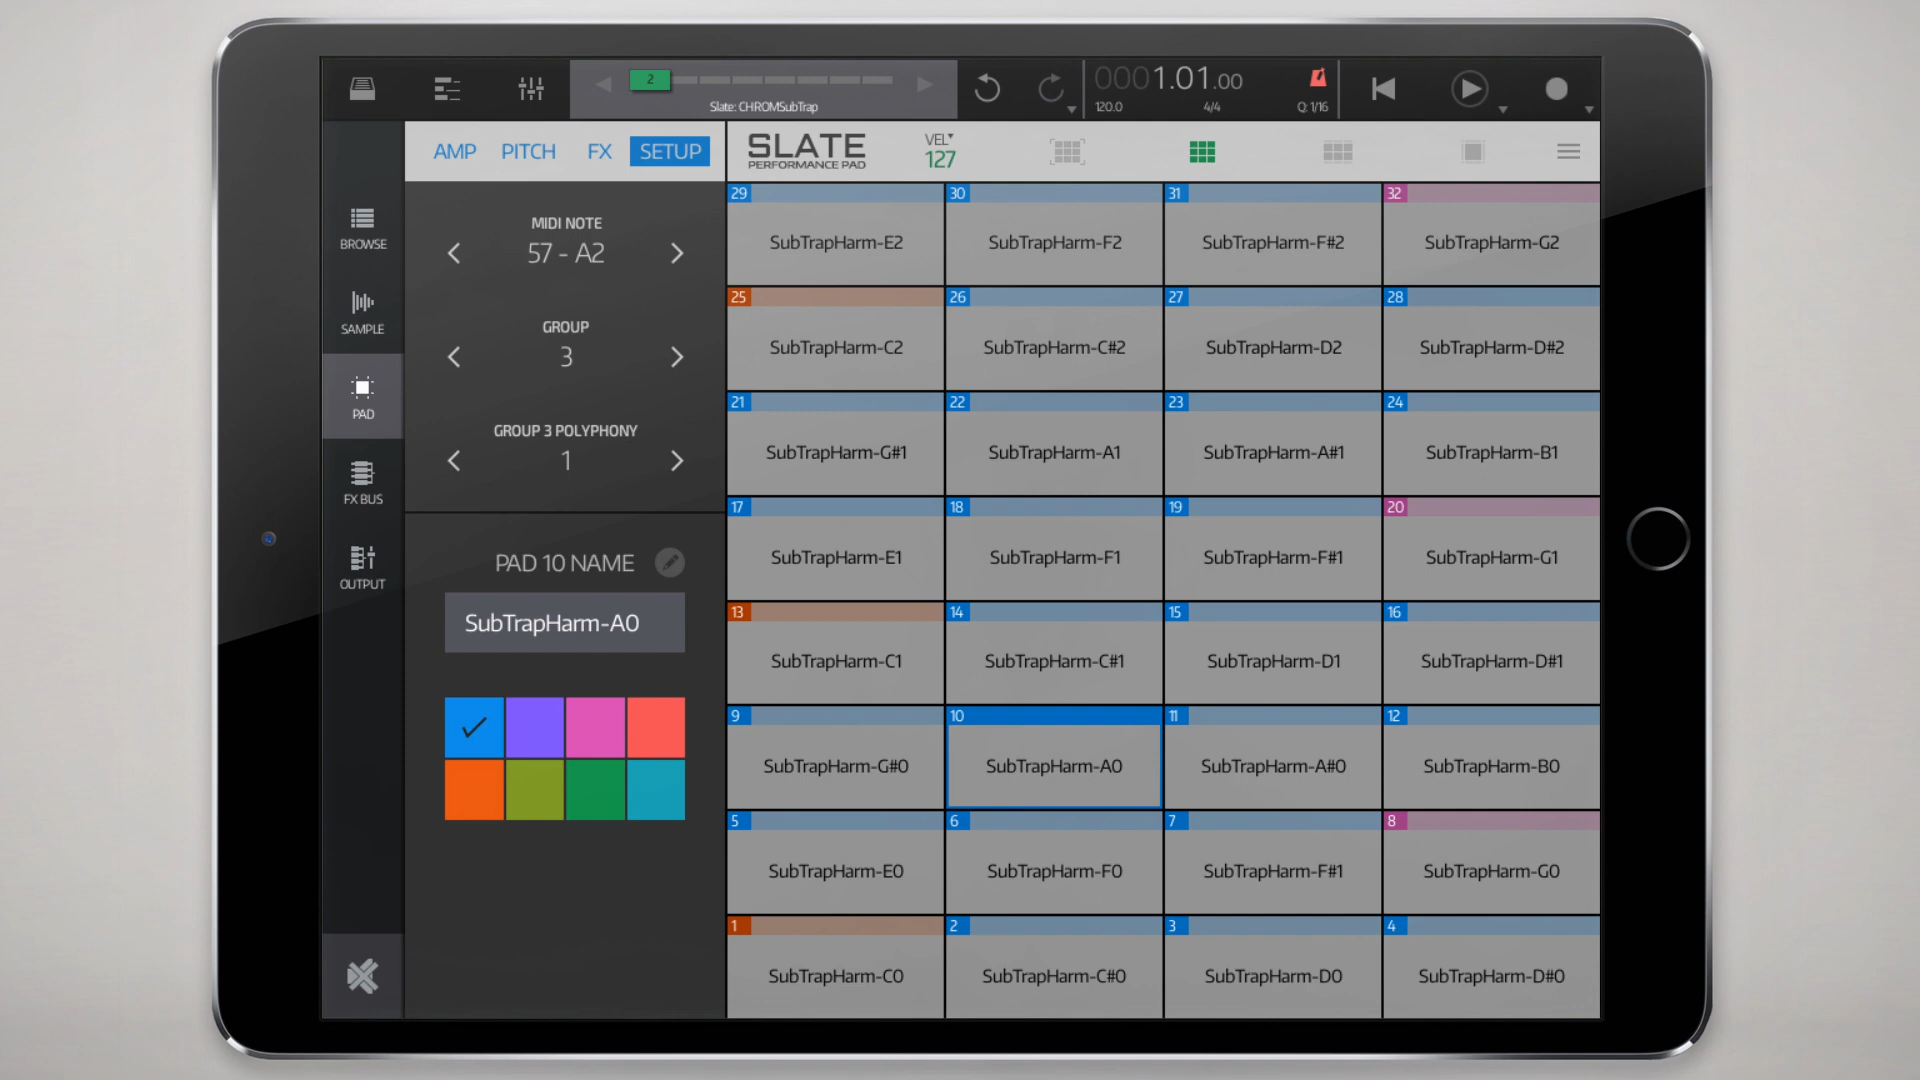 2
Slate: CHROMSubTrap
0001.01.00
120.0
4/4
Q: 1/16
AMP
PITCH
FX
SETUP
SLATE
PERFORMANCE PAD
VEL
127
BROWSE
SAMPLE
PAD
FX BUS
OUTPUT
MIDI NOTE
57 - A2
GROUP
3
GROUP 3 POLYPHONY
1
PAD 10 NAME
SubTrapHarm-A0
29
SubTrapHarm-E2
30
SubTrapHarm-F2
31
SubTrapHarm-F#2
32
SubTrapHarm-G2
25
SubTrapHarm-C2
26
SubTrapHarm-C#2
27
SubTrapHarm-D2
28
SubTrapHarm-D#2
21
SubTrapHarm-G#1
22
SubTrapHarm-A1
23
SubTrapHarm-A#1
24
SubTrapHarm-B1
17
SubTrapHarm-E1
18
SubTrapHarm-F1
19
SubTrapHarm-F#1
20
SubTrapHarm-G1
13
SubTrapHarm-C1
14
SubTrapHarm-C#1
15
SubTrapHarm-D1
16
SubTrapHarm-D#1
9
SubTrapHarm-G#0
10
SubTrapHarm-A0
11
SubTrapHarm-A#0
12
SubTrapHarm-B0
5
SubTrapHarm-E0
6
SubTrapHarm-F0
7
SubTrapHarm-F#1
8
SubTrapHarm-G0
1
SubTrapHarm-C0
2
SubTrapHarm-C#0
3
SubTrapHarm-D0
4
SubTrapHarm-D#0